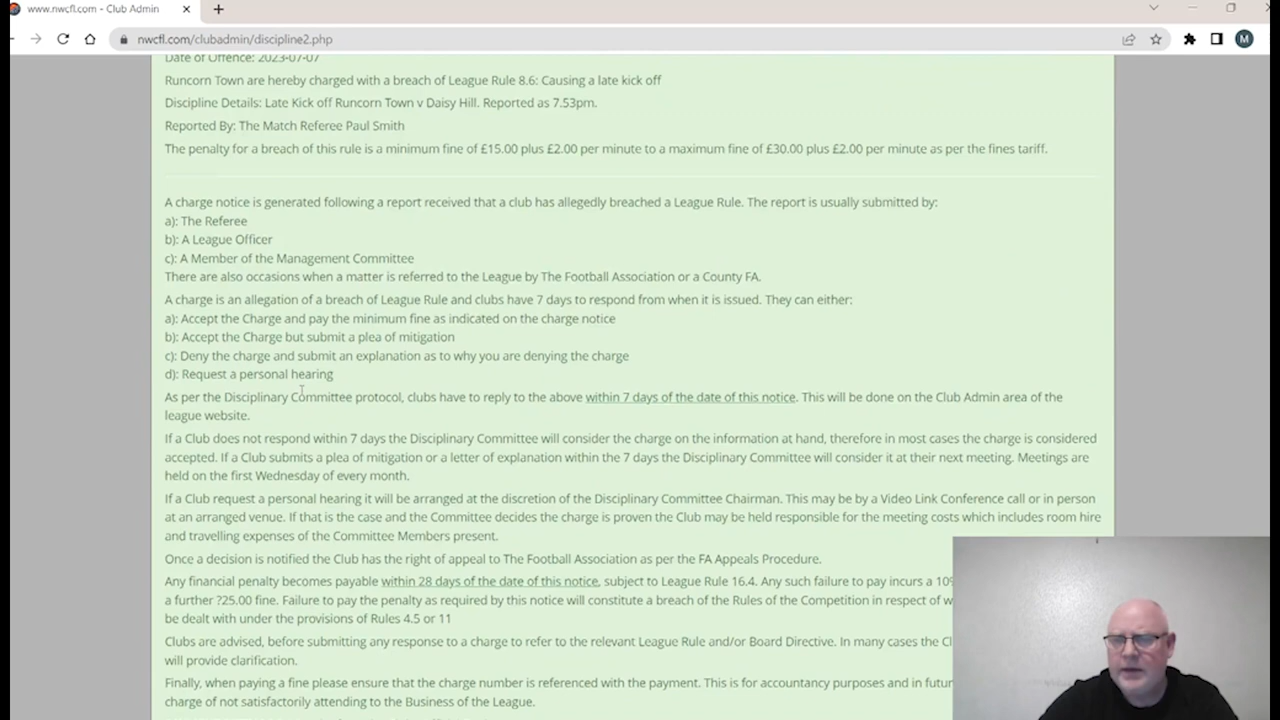 www.nwcfl.com - Club Admin
nwcfl.com/clubadmin/discipline2.php
M
Date of Offence: 2023-07-07
Runcorn Town are hereby charged with a breach of League Rule 8.6: Causing a late kick off
Discipline Details: Late Kick off Runcorn Town v Daisy Hill. Reported as 7.53pm.
Reported By: The Match Referee Paul Smith
The penalty for a breach of this rule is a minimum fine of £15.00 plus £2.00 per minute to a maximum fine of £30.00 plus £2.00 per minute as per the fines tariff.
A charge notice is generated following a report received that a club has allegedly breached a League Rule. The report is usually submitted by:
a): The Referee
b): A League Officer
c): A Member of the Management Committee
There are also occasions when a matter is referred to the League by The Football Association or a County FA.
A charge is an allegation of a breach of League Rule and clubs have 7 days to respond from when it is issued. They can either:
a): Accept the Charge and pay the minimum fine as indicated on the charge notice
b): Accept the Charge but submit a plea of mitigation
c): Deny the charge and submit an explanation as to why you are denying the charge
d): Request a personal hearing
As per the Disciplinary Committee protocol, clubs have to reply to the above within 7 days of the date of this notice. This will be done on the Club Admin area of the
league website.
If a Club does not respond within 7 days the Disciplinary Committee will consider the charge on the information at hand, therefore in most cases the charge is considered
accepted. If a Club submits a plea of mitigation or a letter of explanation within the 7 days the Disciplinary Committee will consider it at their next meeting. Meetings are
held on the first Wednesday of every month.
If a Club request a personal hearing it will be arranged at the discretion of the Disciplinary Committee Chairman. This may be by a Video Link Conference call or in person
at an arranged venue. If that is the case and the Committee decides the charge is proven the Club may be held responsible for the meeting costs which includes room hire
and travelling expenses of the Committee Members present.
Once a decision is notified the Club has the right of appeal to The Football Association as per the FA Appeals Procedure.
Any financial penalty becomes payable within 28 days of the date of this notice, subject to League Rule 16.4. Any such failure to pay incurs a 10
a further ?25.00 fine. Failure to pay the penalty as required by this notice will constitute a breach of the Rules of the Competition in respect of w
be dealt with under the provisions of Rules 4.5 or 11
Clubs are advised, before submitting any response to a charge to refer to the relevant League Rule and/or Board Directive. In many cases the Cl
will provide clarification.
Finally, when paying a fine please ensure that the charge number is referenced with the payment. This is for accountancy purposes and in futur
charge of not satisfactorily attending to the Business of the League.